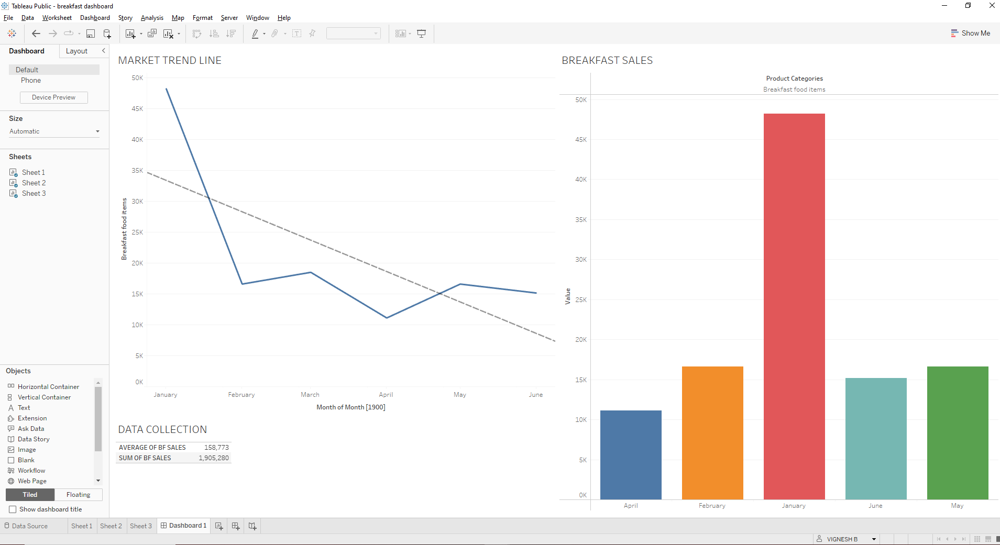 Tableau Public - breakfast dashboard
File Data Worksheet Dashboard Story Analysis Map Format Server Window Help
Show Me
Dashboard Layout
Default
Phone
Device Preview
Size
Automatic
Sheets
Sheet 1
Sheet 2
Sheet 3
Objects
Horizontal Container
Vertical Container
Text
Extension
Ask Data
Data Story
Image
Blank
Workflow
Web Page
Tiled Floating
Show dashboard title
MARKET TREND LINE
50K
45K
40K
35K
30K
25K
20K
15K
10K
5K
0K
Breakfast food items
January February March April May June
Month of Month [1900]
DATA COLLECTION
AVERAGE OF BF SALES 158,773
SUM OF BF SALES 1,905,280
BREAKFAST SALES
Product Categories
Breakfast food items
50K
45K
40K
35K
30K
25K
20K
15K
10K
5K
0K
Value
April February January June May
Data Source Sheet 1 Sheet 2 Sheet 3 Dashboard 1
VIGNESH B